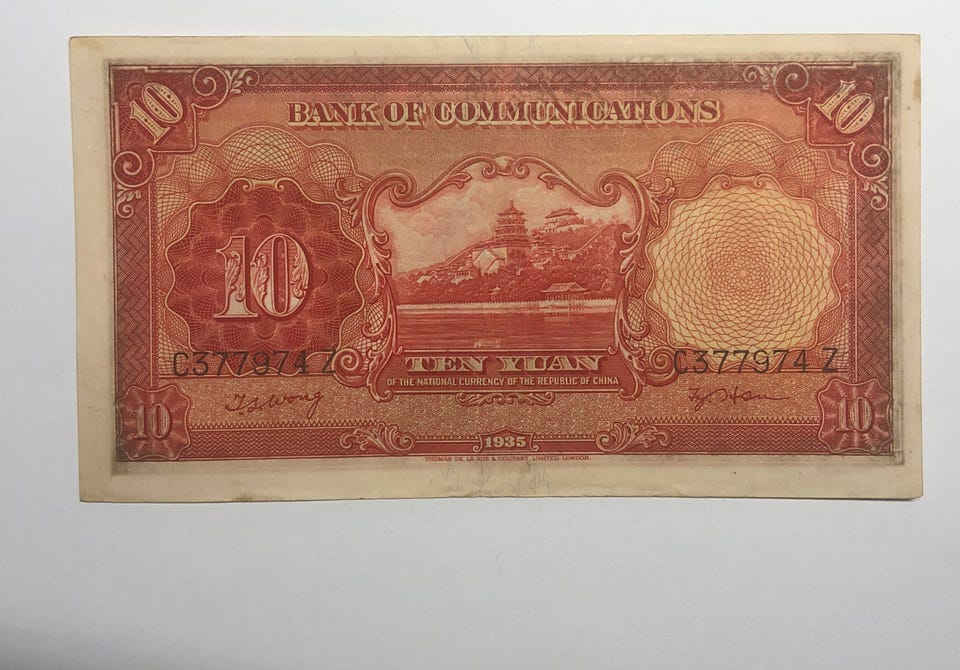 10 10
BANK OF COMMUNICATIONS
10
C377974 Z C377974 Z
TEN YUAN
OF THE NATIONAL CURRENCY OF THE REPUBLIC OF CHINA
T S Wong
10 10
1935
THOMAS DE LA RUE & COMPANY, LIMITED, LONDON.